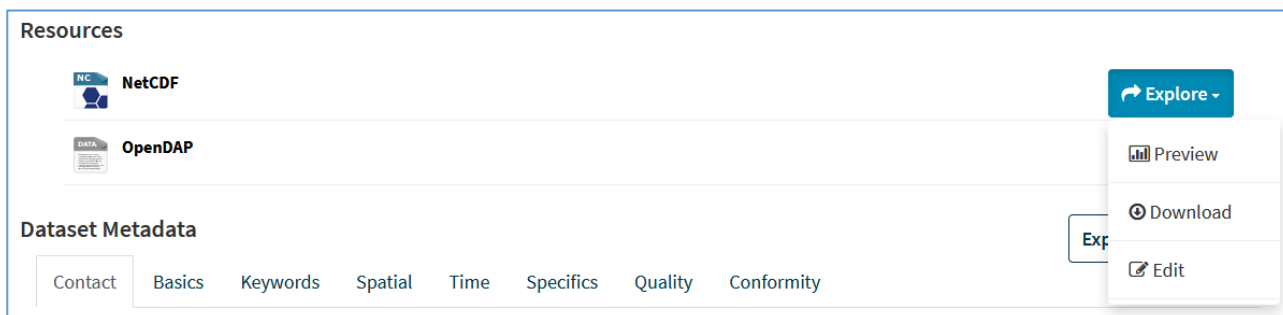 Resources
NC
NetCDF
Explore
DATA
OpenDAP
Preview
Download
Edit
Dataset Metadata
Exp
Contact Basics Keywords Spatial Time Specifics Quality Conformity